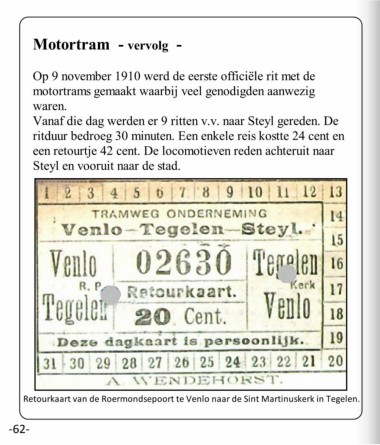 Motortram - vervolg -
Op 9 november 1910 werd de eerste officiële rit met de
motortrams gemaakt waarbij veel genodigden aanwezig
waren.
Vanaf die dag werden er 9 ritten v.v. naar Steyl gereden. De
ritduur bedroeg 30 minuten. Een enkele reis kostte 24 cent en
een retourtje 42 cent. De locomotieven reden achteruit naar
Steyl en vooruit naar de stad.
1 2 3 4 5 6 7 8 9 10 11 12 13
TRAMWEG ONDERNEMING
Venlo-Tegelen-Steyl.
14
15
16
17
18
19
Venlo
R. P.
Tegelen
02630
Retourkaart.
20 Cent.
Tegelen
Kerk
Venlo
Deze dagkaart is persoonlijk.
31 30 29 28 27 26 25 24 23 22 21 20
A. WENDEHORST.
Retourkaart van de Roermondsepoort te Venlo naar de Sint Martinuskerk in Tegelen.
-62-